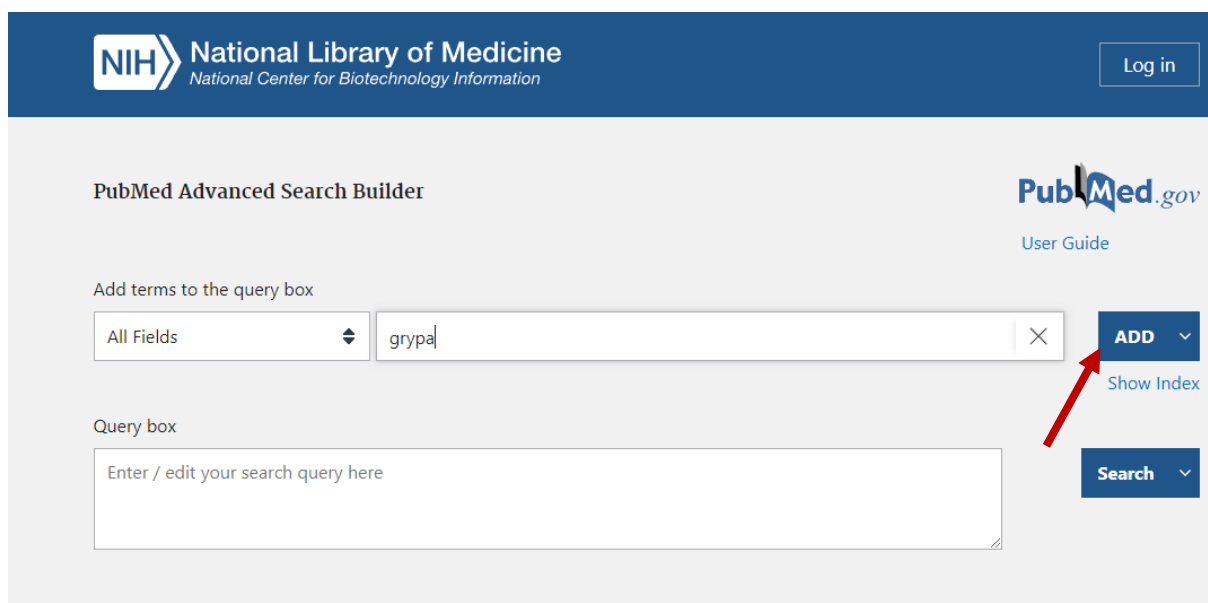 NIH National Library of Medicine
National Center for Biotechnology Information
Log in
PubMed Advanced Search Builder
PubMed.gov
User Guide
Add terms to the query box
All Fields
grypa
ADD
Show Index
Query box
Enter / edit your search query here
Search